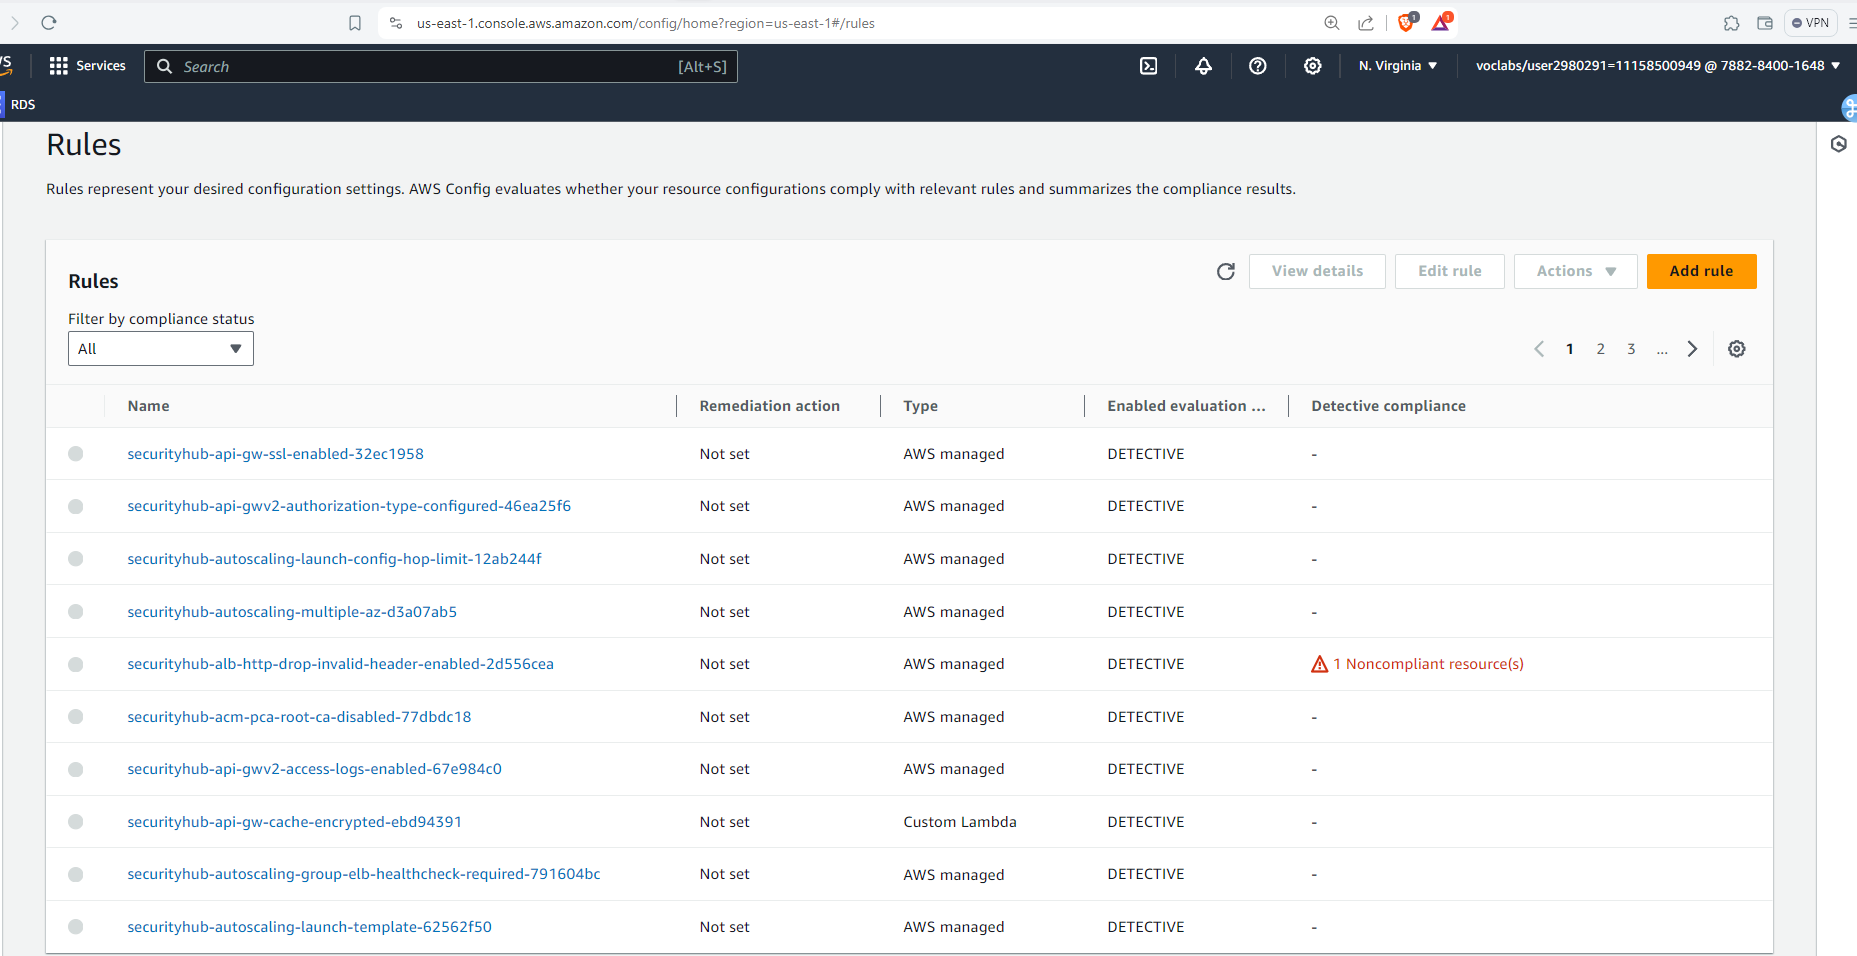 us-east-1.console.aws.amazon.com/config/home?region=us-east-1#/rules
1
1
VPN
Services
Search
[Alt+S]
N. Virginia
voclabs/user2980291=11158500949 @ 7882-8400-1648
RDS
Rules
Rules represent your desired configuration settings. AWS Config evaluates whether your resource configurations comply with relevant rules and summarizes the compliance results.
Rules
View details
Edit rule
Actions
Add rule
Filter by compliance status
All
1 2 3 ...
Name Remediation action Type Enabled evaluation ... Detective compliance
securityhub-api-gw-ssl-enabled-32ec1958 Not set AWS managed DETECTIVE -
securityhub-api-gwv2-authorization-type-configured-46ea25f6 Not set AWS managed DETECTIVE -
securityhub-autoscaling-launch-config-hop-limit-12ab244f Not set AWS managed DETECTIVE -
securityhub-autoscaling-multiple-az-d3a07ab5 Not set AWS managed DETECTIVE -
securityhub-alb-http-drop-invalid-header-enabled-2d556cea Not set AWS managed DETECTIVE 1 Noncompliant resource(s)
securityhub-acm-pca-root-ca-disabled-77dbdc18 Not set AWS managed DETECTIVE -
securityhub-api-gwv2-access-logs-enabled-67e984c0 Not set AWS managed DETECTIVE -
securityhub-api-gw-cache-encrypted-ebd94391 Not set Custom Lambda DETECTIVE -
securityhub-autoscaling-group-elb-healthcheck-required-791604bc Not set AWS managed DETECTIVE -
securityhub-autoscaling-launch-template-62562f50 Not set AWS managed DETECTIVE -